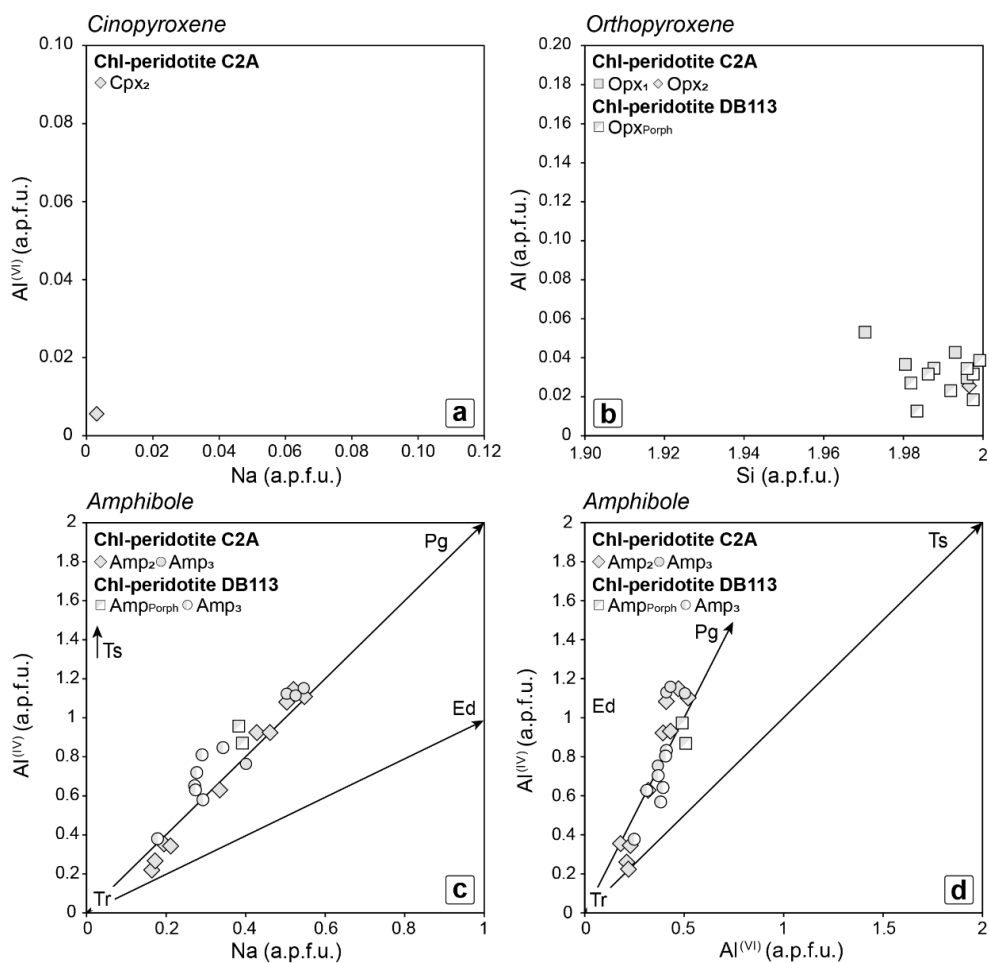 Cinopyroxene
0.10
0.08
0.06
0.04
0.02
0
Al(VI) (a.p.f.u.)
Chl-peridotite C2A
Cpx2
a
0 0.02 0.04 0.06 0.08 0.10 0.12
Na (a.p.f.u.)
Orthopyroxene
0.20
0.18
0.16
0.14
0.12
0.10
0.08
0.06
0.04
0.02
0
Al (a.p.f.u.)
Chl-peridotite C2A
Opx1 Opx2
Chl-peridotite DB113
OpxPorph
b
1.90 1.92 1.94 1.96 1.98 2
Si (a.p.f.u.)
Amphibole
2
1.8
1.6
1.4
1.2
1
0.8
0.6
0.4
0.2
0
Al(IV) (a.p.f.u.)
Chl-peridotite C2A
Amp2 Amp3
Chl-peridotite DB113
AmpPorph Amp3
Pg
Ts
Ed
Tr
c
0 0.2 0.4 0.6 0.8 1
Na (a.p.f.u.)
Amphibole
2
1.8
1.6
1.4
1.2
1
0.8
0.6
0.4
0.2
0
Al(IV) (a.p.f.u.)
Chl-peridotite C2A
Amp2 Amp3
Chl-peridotite DB113
AmpPorph Amp3
Ts
Pg
Ed
Tr
d
0 0.5 1 1.5 2
Al(VI) (a.p.f.u.)